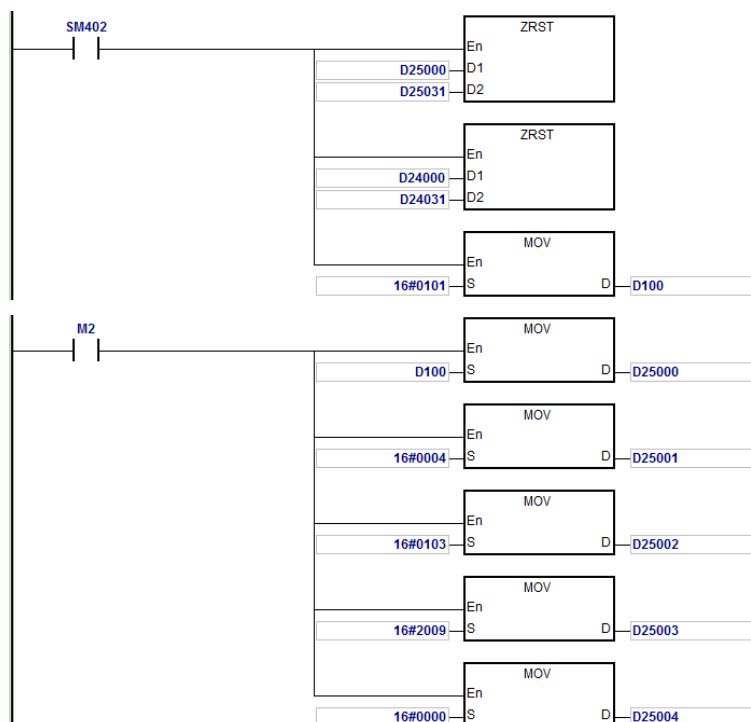 SM402
ZRST
En
D25000 D1
D25031 D2
ZRST
En
D24000 D1
D24031 D2
MOV
En
16#0101 S D D100
M2
MOV
En
D100 S D D25000
MOV
En
16#0004 S D D25001
MOV
En
16#0103 S D D25002
MOV
En
16#2009 S D D25003
MOV
En
16#0000 S D D25004